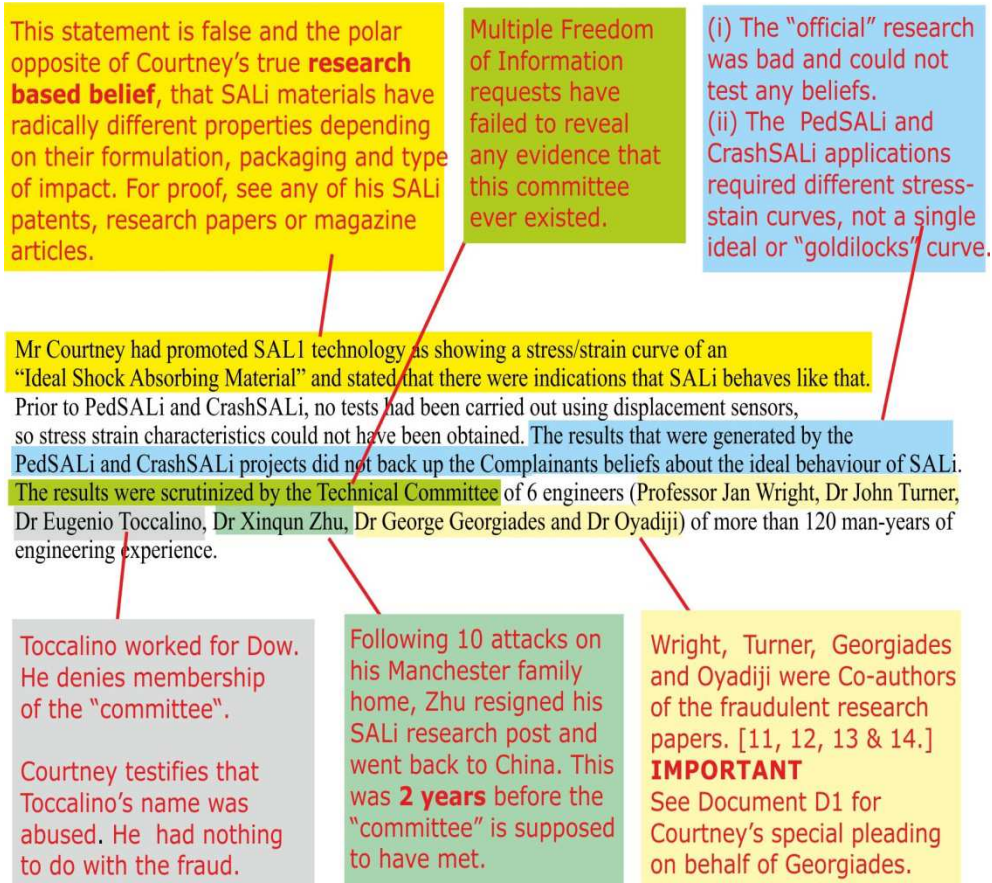 This statement is false and the polar
opposite of Courtney’s true research
based belief, that SALi materials have
radically different properties depending
on their formulation, packaging and type
of impact. For proof, see any of his SALi
patents, research papers or magazine
articles.
Multiple Freedom
of Information
requests have
failed to reveal
any evidence that
this committee
ever existed.
(i) The “official” research
was bad and could not
test any beliefs.
(ii) The PedSALi and
CrashSALi applications
required different stress-
stain curves, not a single
ideal or “goldilocks” curve.
Mr Courtney had promoted SAL1 technology as showing a stress/strain curve of an
“Ideal Shock Absorbing Material” and stated that there were indications that SALi behaves like that.
Prior to PedSALi and CrashSALi, no tests had been carried out using displacement sensors,
so stress strain characteristics could not have been obtained. The results that were generated by the
PedSALi and CrashSALi projects did not back up the Complainants beliefs about the ideal behaviour of SALi.
The results were scrutinized by the Technical Committee of 6 engineers (Professor Jan Wright, Dr John Turner,
Dr Eugenio Toccalino, Dr Xinqun Zhu, Dr George Georgiades and Dr Oyadiji) of more than 120 man-years of
engineering experience.
Toccalino worked for Dow.
He denies membership
of the “committee“.
Courtney testifies that
Toccalino’s name was
abused. He had nothing
to do with the fraud.
Following 10 attacks on
his Manchester family
home, Zhu resigned his
SALi research post and
went back to China. This
was 2 years before the
“committee” is supposed
to have met.
Wright, Turner, Georgiades
and Oyadiji were Co-authors
of the fraudulent research
papers. [11, 12, 13 & 14.]
IMPORTANT
See Document D1 for
Courtney’s special pleading
on behalf of Georgiades.